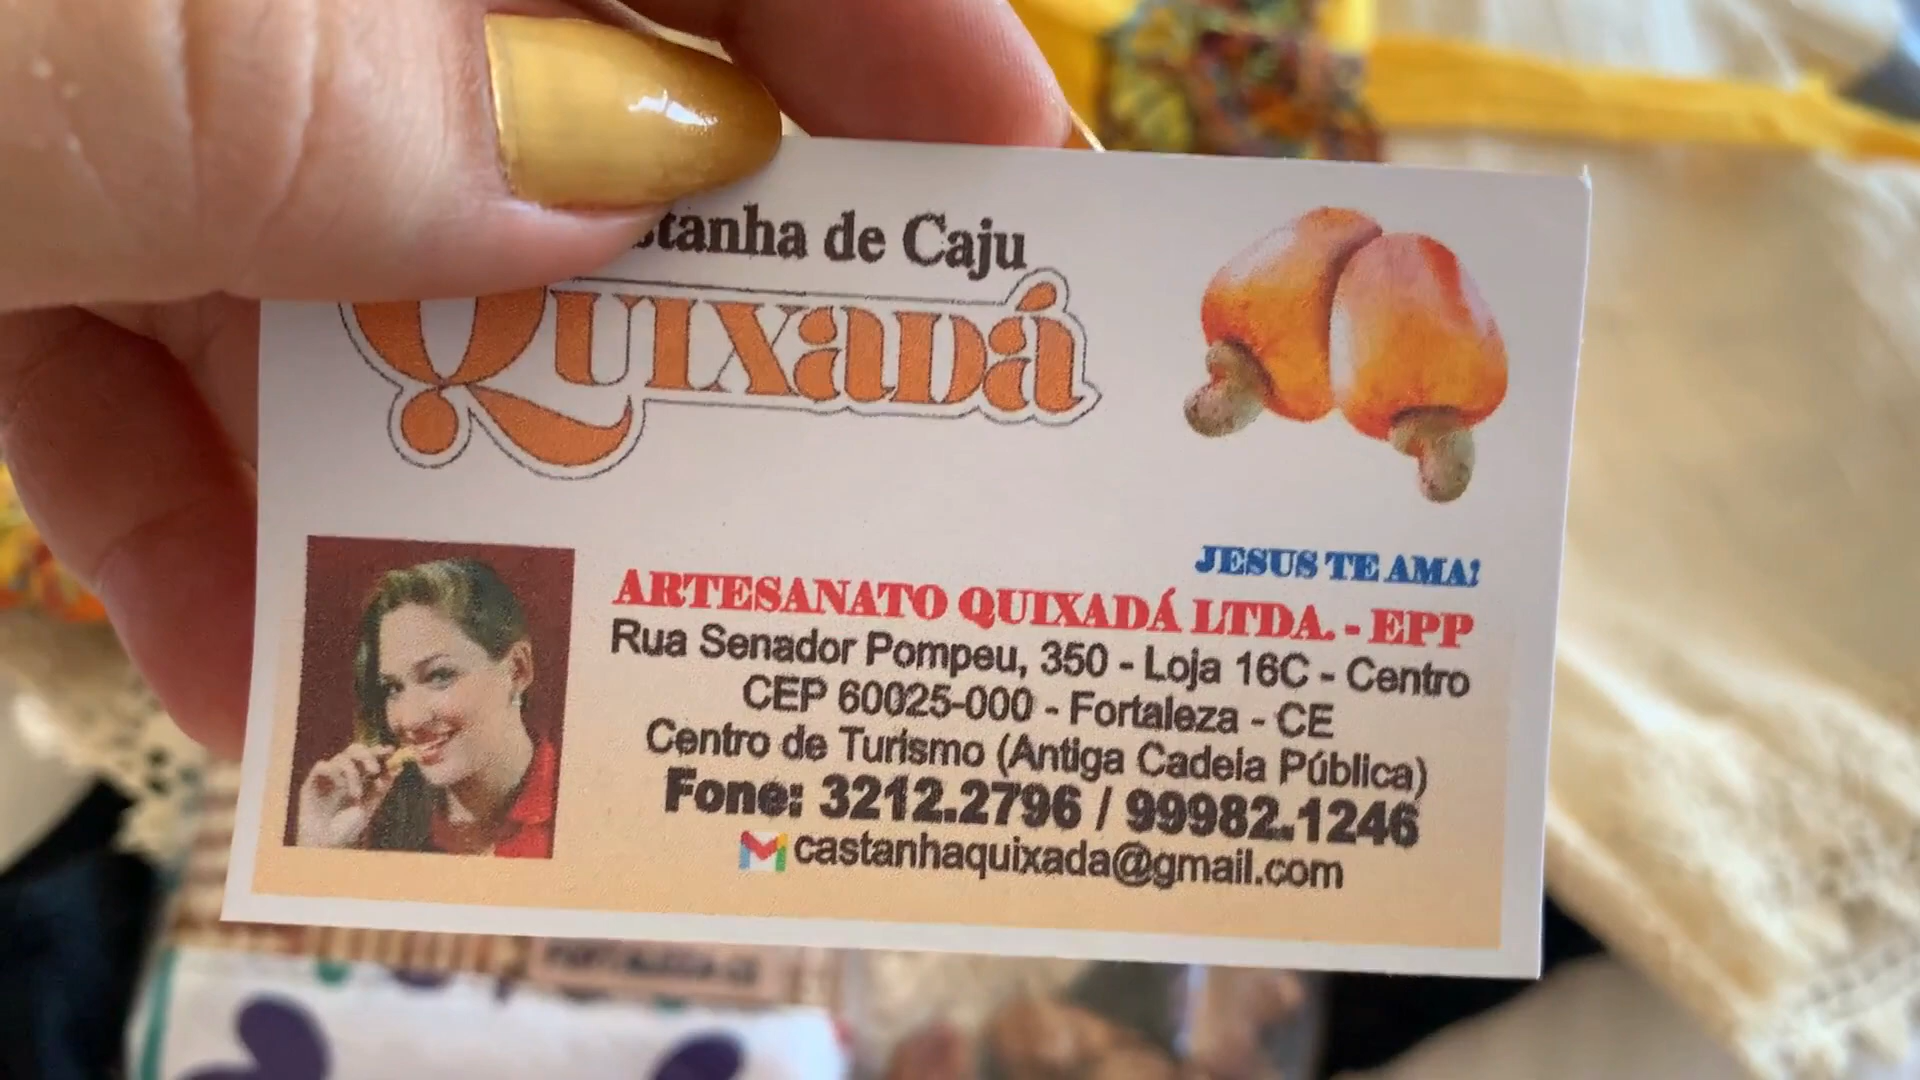 stanha de Caju
QUIXADÁ
JESUS TE AMA!
ARTESANATO QUIXADÁ LTDA. - EPP
Rua Senador Pompeu, 350 - Loja 16C - Centro
CEP 60025-000 - Fortaleza - CE
Centro de Turismo (Antiga Cadeia Pública)
Fone: 3212.2796 / 99982.1246
castanhaquixada@gmail.com